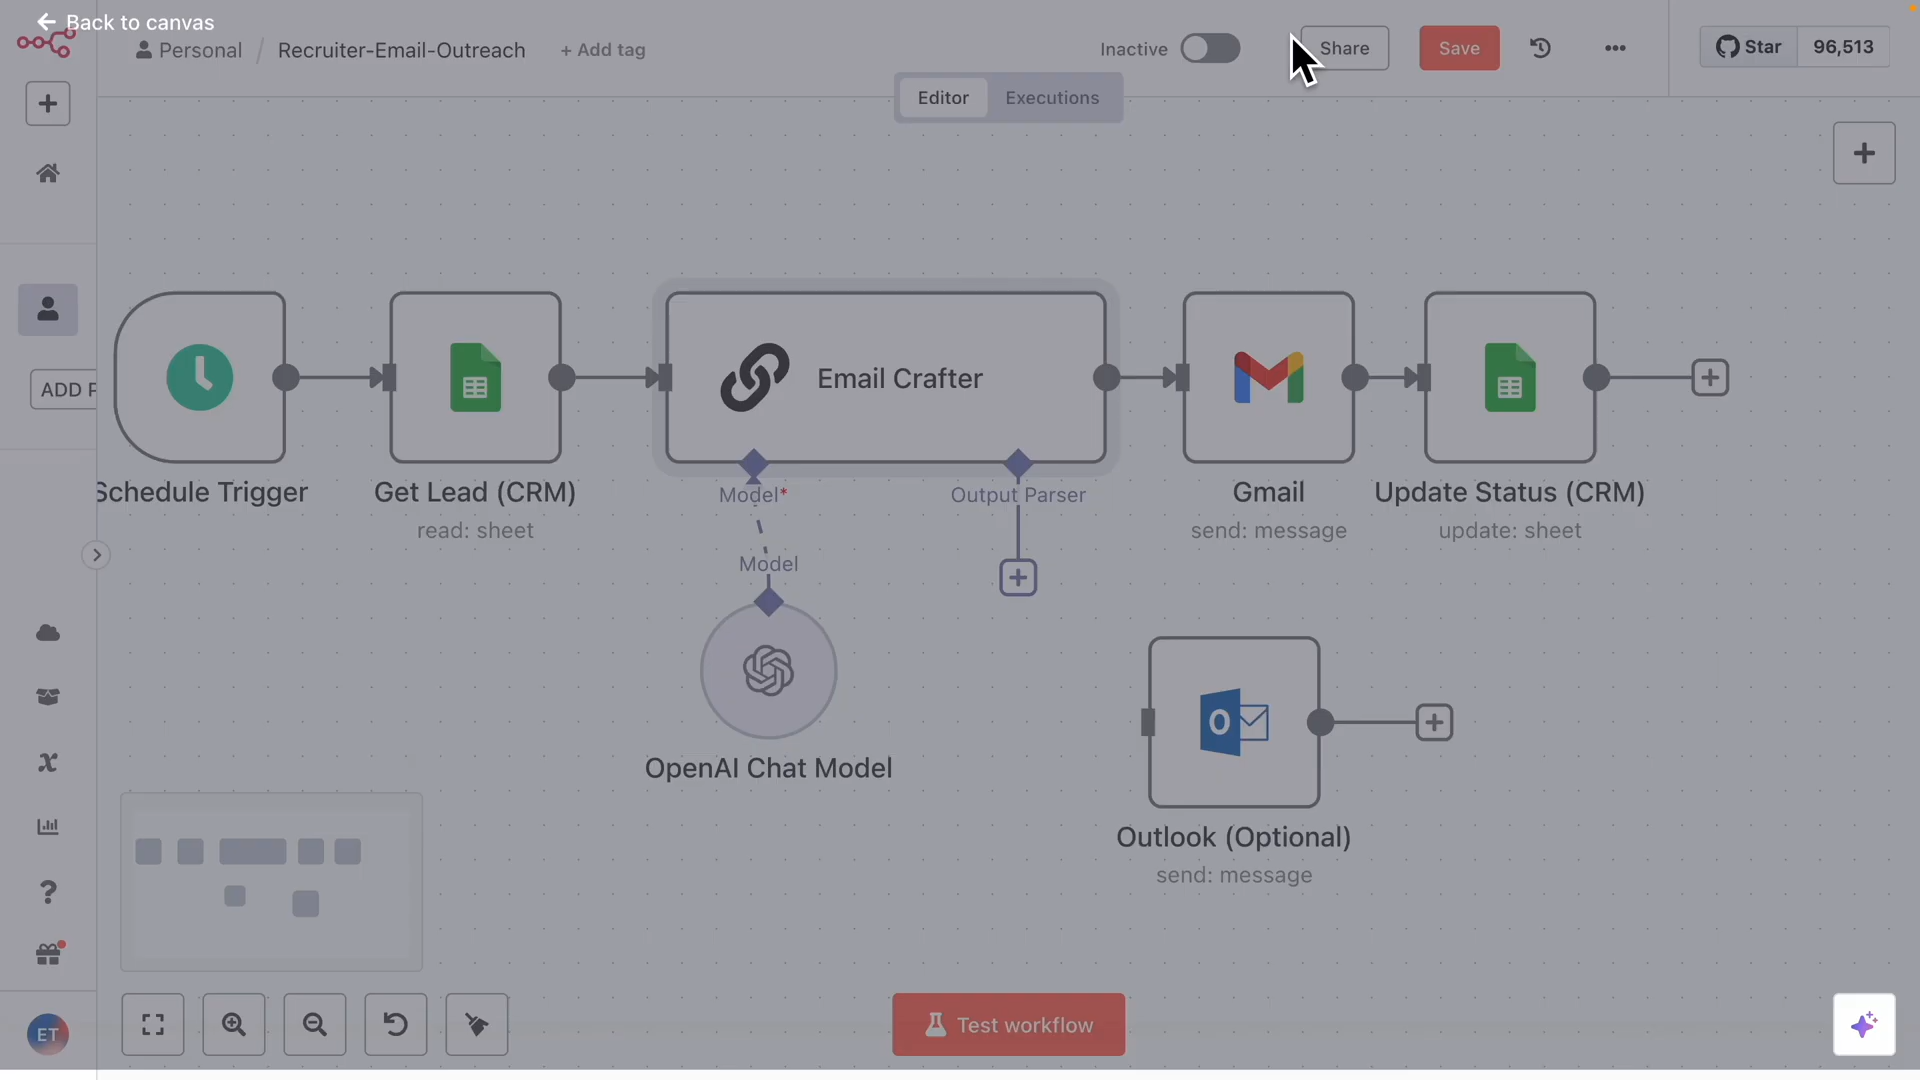 Back to canvas
Personal / Recruiter-Email-Outreach + Add tag
Inactive
Share
Save
Star 96,513
Editor Executions
ADD P
Email Crafter
Schedule Trigger
Get Lead (CRM)
read: sheet
Model*
Output Parser
Gmail
send: message
Update Status (CRM)
update: sheet
Model
OpenAI Chat Model
Outlook (Optional)
send: message
ET
Test workflow